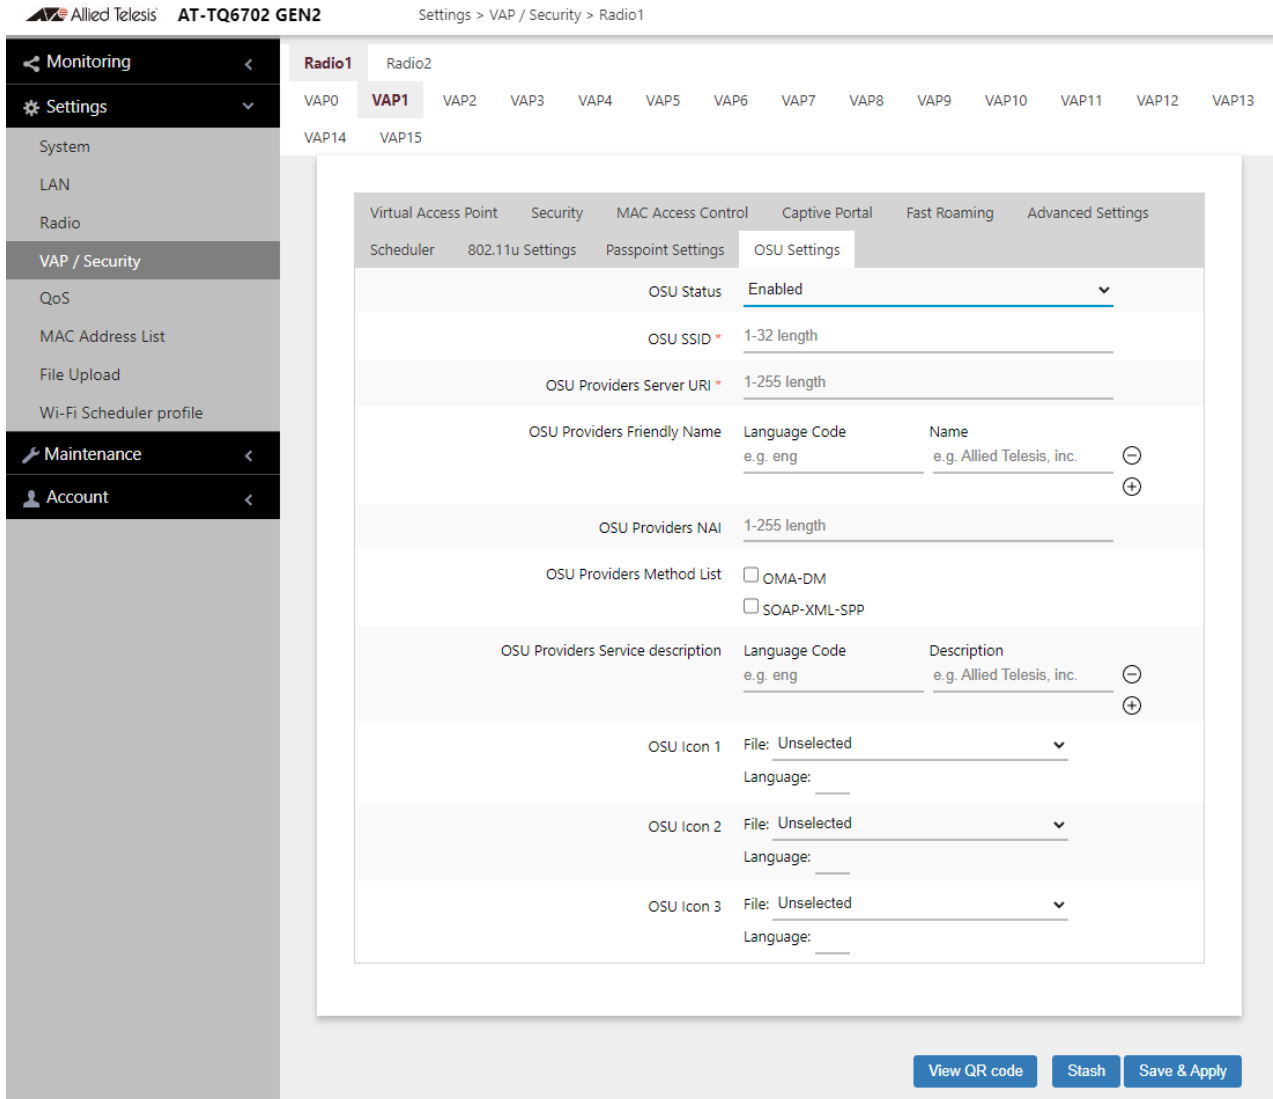 Allied Telesis AT-TQ6702 GEN2 Settings > VAP / Security > Radio1
Monitoring
Settings
System
LAN
Radio
VAP / Security
QoS
MAC Address List
File Upload
Wi-Fi Scheduler profile
Maintenance
Account
Radio1 Radio2
VAP0 VAP1 VAP2 VAP3 VAP4 VAP5 VAP6 VAP7 VAP8 VAP9 VAP10 VAP11 VAP12 VAP13
VAP14 VAP15
Virtual Access Point Security MAC Access Control Captive Portal Fast Roaming Advanced Settings
Scheduler 802.11u Settings Passpoint Settings OSU Settings
OSU Status Enabled
OSU SSID * 1-32 length
OSU Providers Server URI * 1-255 length
OSU Providers Friendly Name Language Code Name
e.g. eng e.g. Allied Telesis, inc.
OSU Providers NAI 1-255 length
OSU Providers Method List OMA-DM
SOAP-XML-SPP
OSU Providers Service description Language Code Description
e.g. eng e.g. Allied Telesis, inc.
OSU Icon 1 File: Unselected
Language:
OSU Icon 2 File: Unselected
Language:
OSU Icon 3 File: Unselected
Language:
View QR code Stash Save & Apply